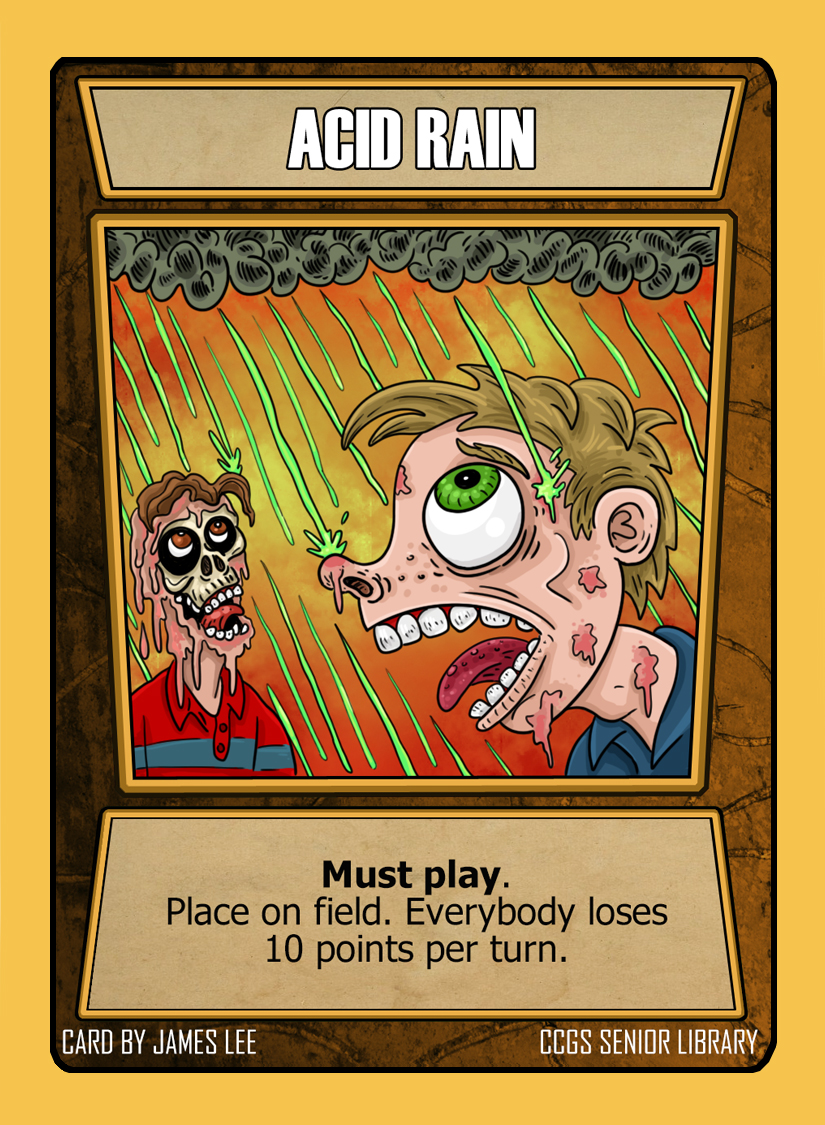 ACID RAIN
Must play.
Place on field. Everybody loses
10 points per turn.
CARD BY JAMES LEE
CCGS SENIOR LIBRARY